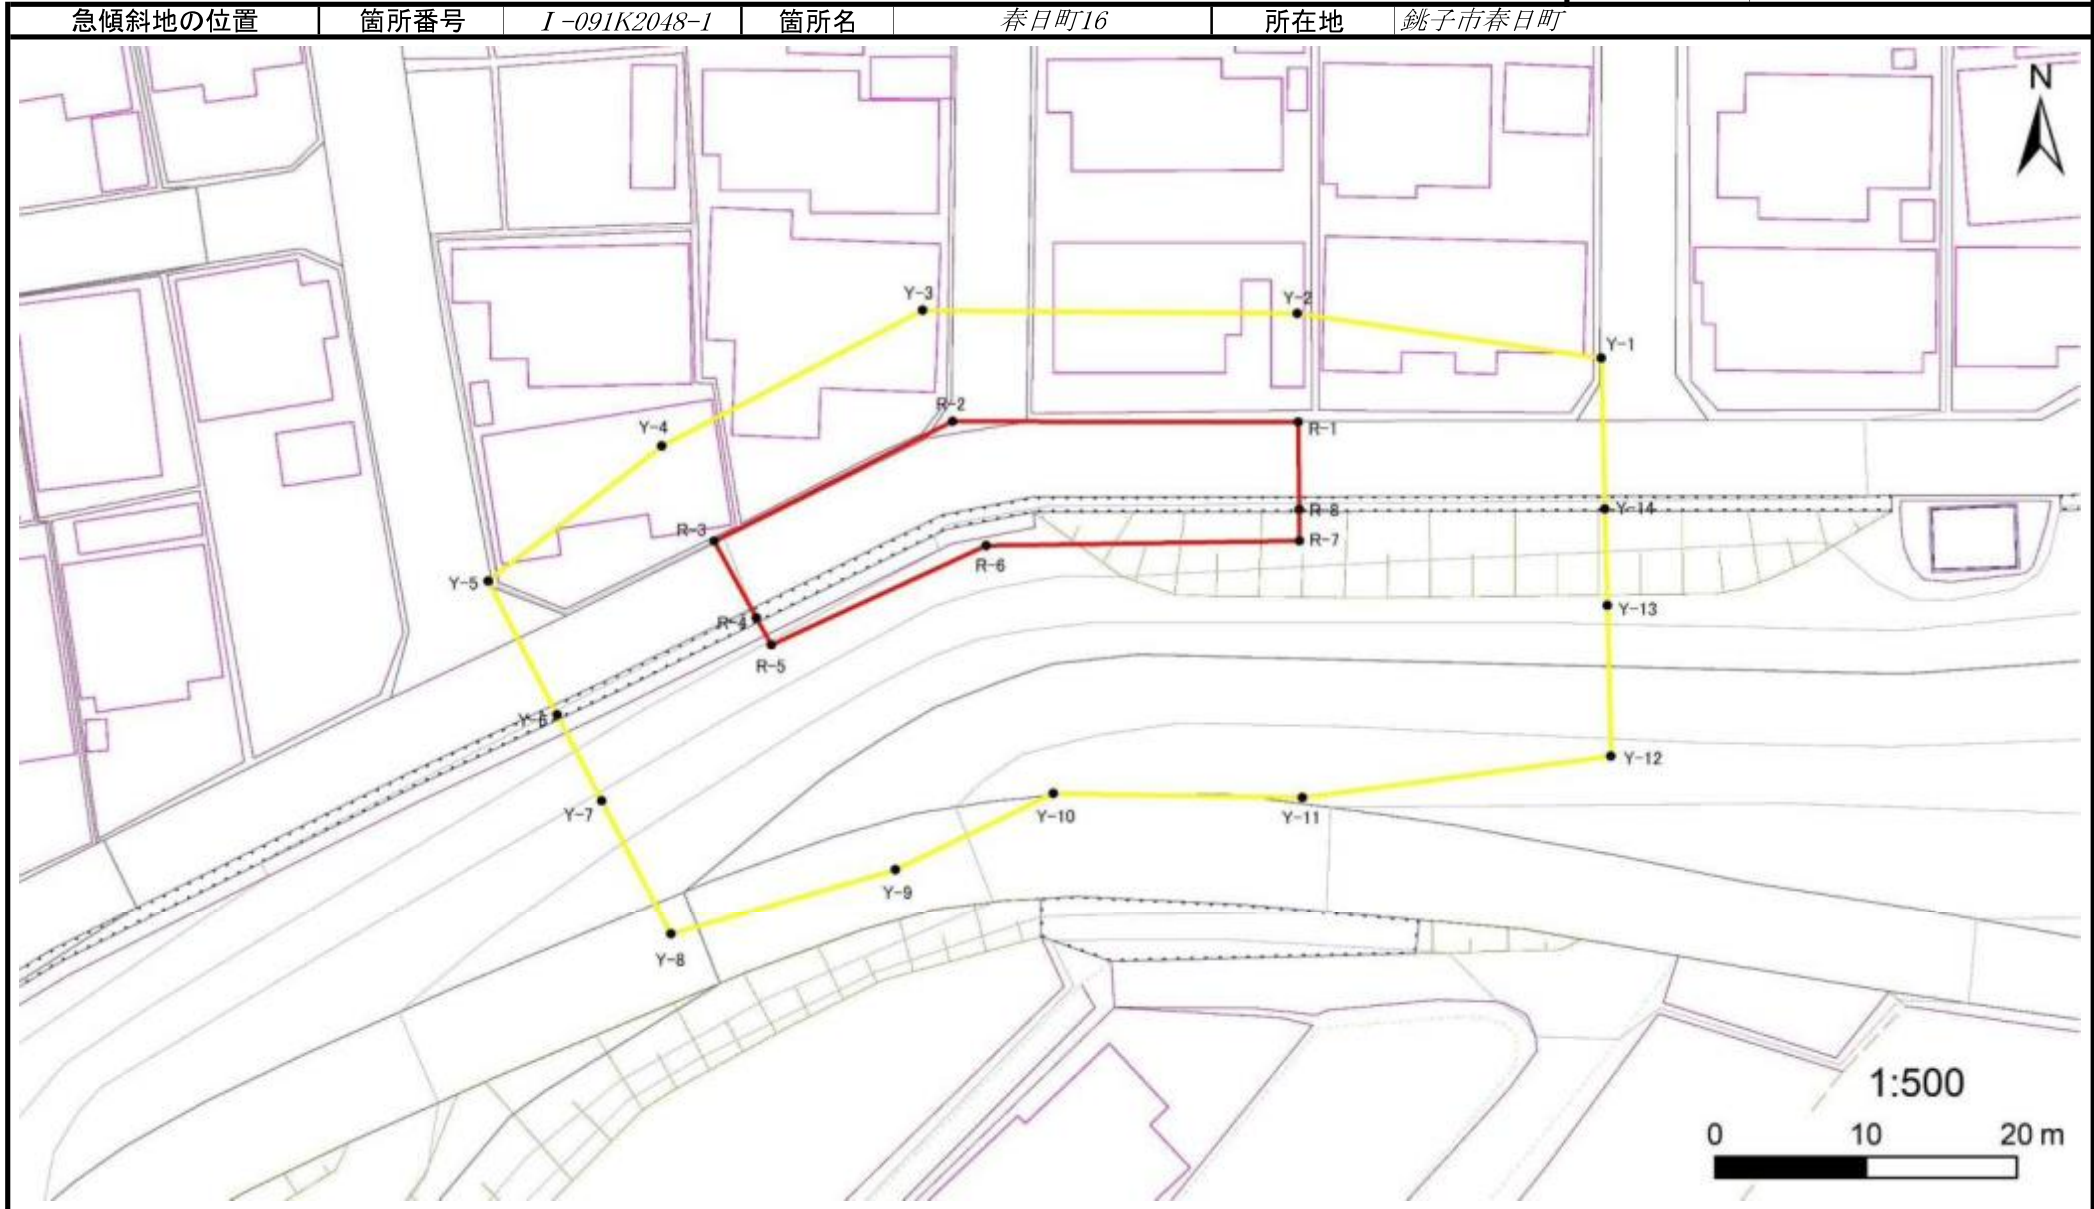 急傾斜地の位置 箇所番号 Ⅰ-091K2048-1 箇所名 春日町16 所在地 銚子市春日町
N
Y-3
Y-2
Y-1
R-2
Y-4
R-1
R-3
R-8
Y-14
R-7
R-6
Y-5
Y-13
R-4
R-5
Y-6
Y-12
Y-7
Y-10
Y-11
Y-9
Y-8
1:500
0 10 20 m